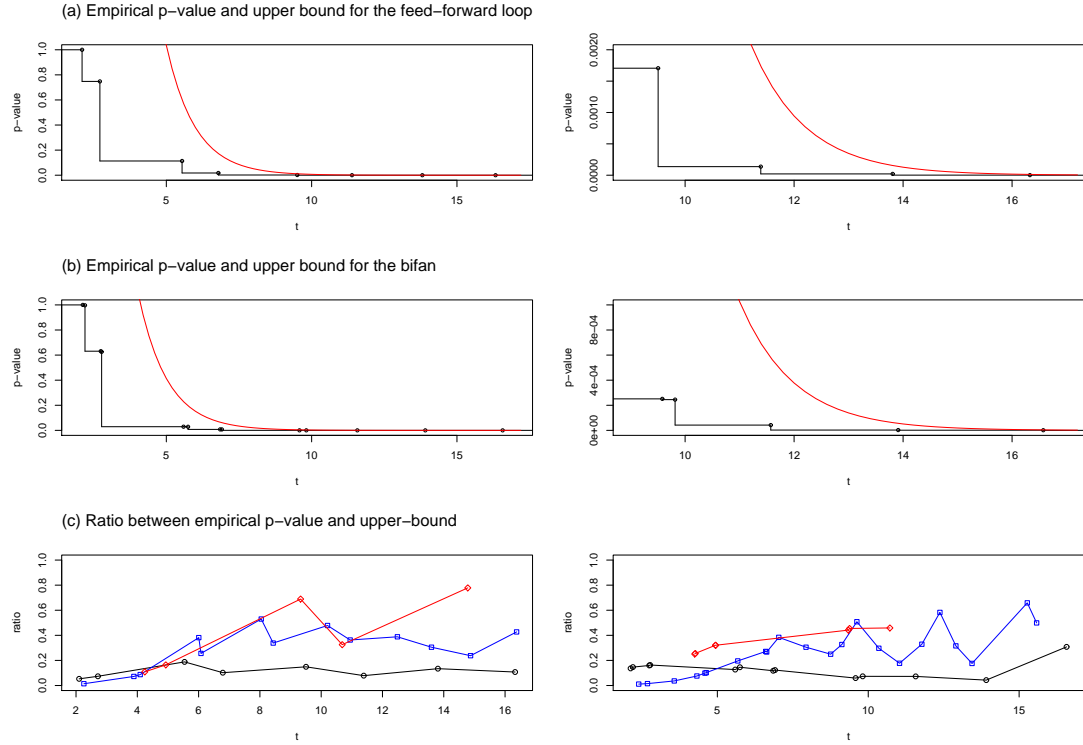 (a) Empirical p−value and upper bound for the feed−forward loop
p−value
0.0 0.2 0.4 0.6 0.8 1.0
5 10 15
t
p−value
0.0000 0.0010 0.0020
10 12 14 16
t
(b) Empirical p−value and upper bound for the bifan
p−value
0.0 0.2 0.4 0.6 0.8 1.0
5 10 15
t
p−value
0e+00 4e−04 8e−04
10 12 14 16
t
(c) Ratio between empirical p−value and upper−bound
ratio
0.0 0.2 0.4 0.6 0.8 1.0
2 4 6 8 10 12 14 16
t
ratio
0.0 0.2 0.4 0.6 0.8 1.0
5 10 15
t